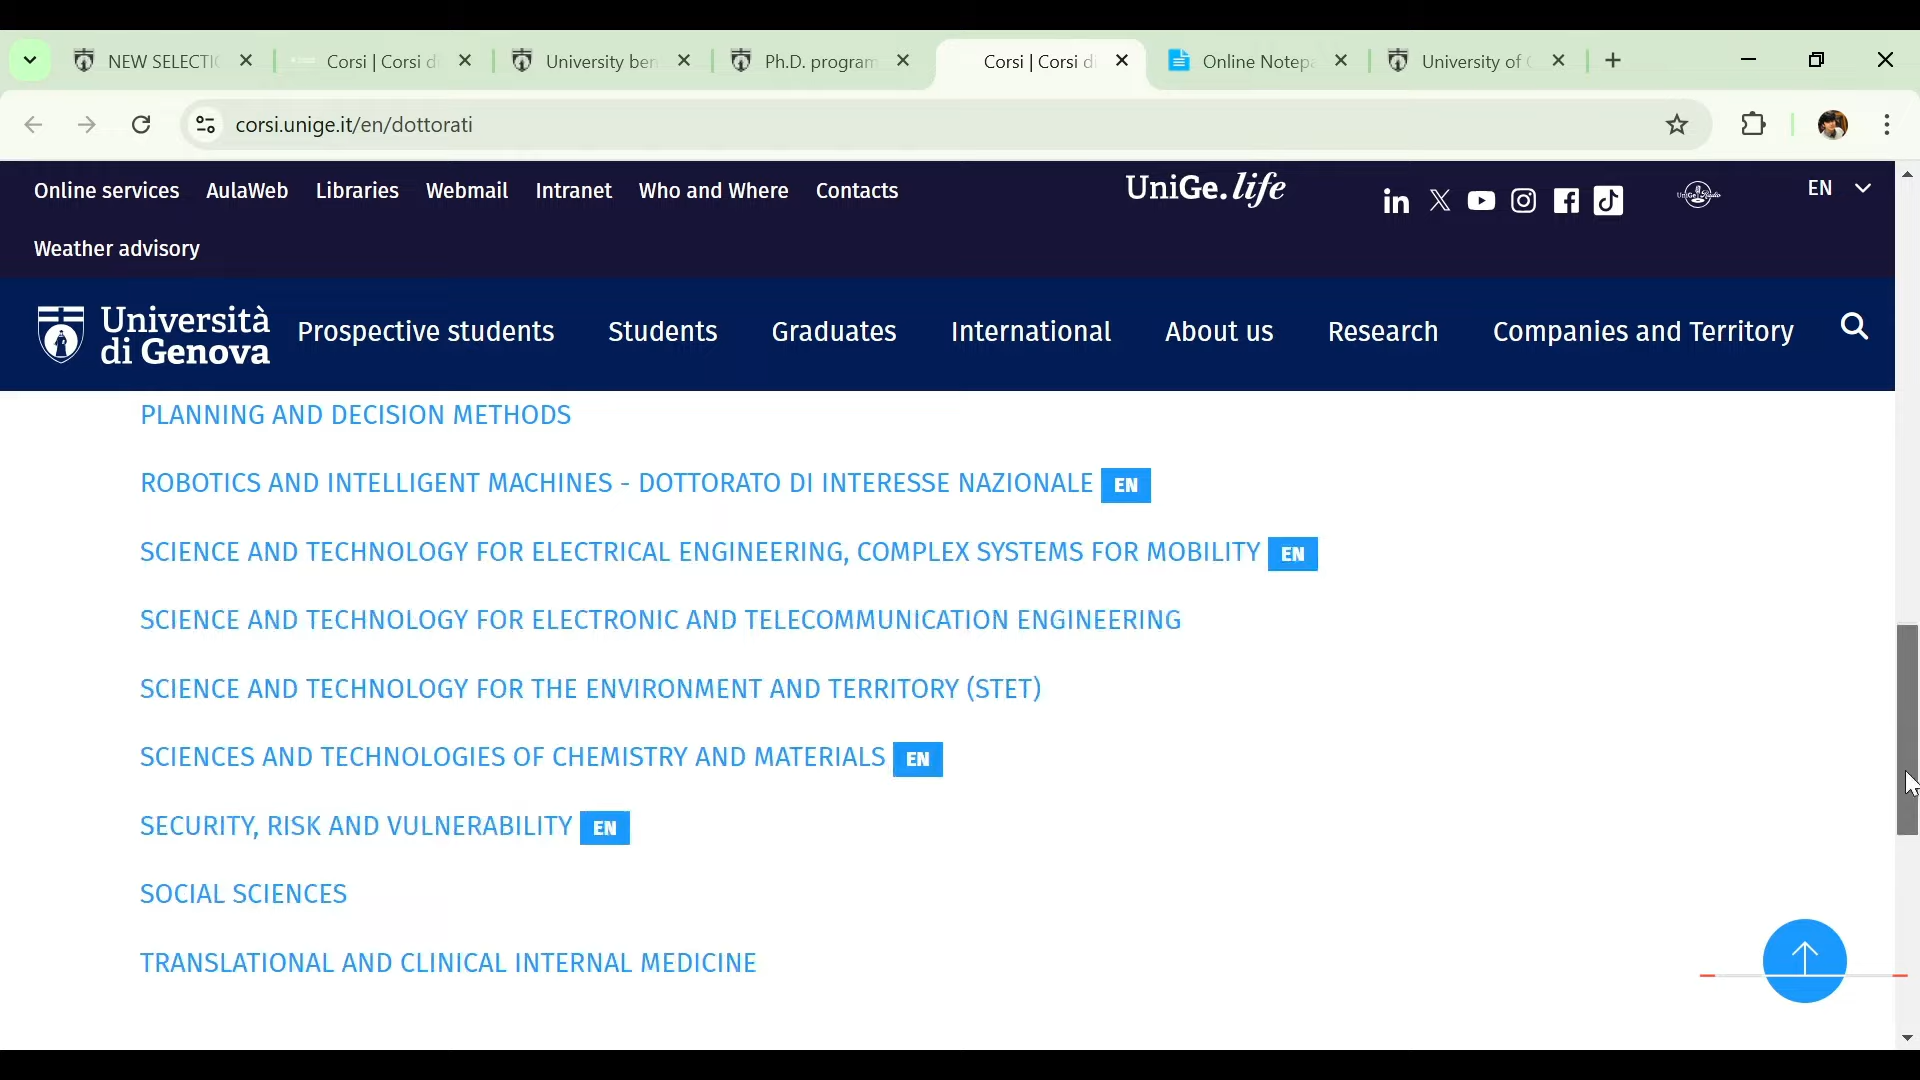 NEW SELECTI
Corsi | Corsi di
University ben
Ph.D. program
Corsi | Corsi di
Online Notepa
University of
corsi.unige.it/en/dottorati
Online services AulaWeb Libraries Webmail Intranet Who and Where Contacts
UniGe.life
EN
Weather advisory
Università di Genova
Prospective students Students Graduates International About us Research Companies and Territory
PLANNING AND DECISION METHODS
ROBOTICS AND INTELLIGENT MACHINES - DOTTORATO DI INTERESSE NAZIONALE EN
SCIENCE AND TECHNOLOGY FOR ELECTRICAL ENGINEERING, COMPLEX SYSTEMS FOR MOBILITY EN
SCIENCE AND TECHNOLOGY FOR ELECTRONIC AND TELECOMMUNICATION ENGINEERING
SCIENCE AND TECHNOLOGY FOR THE ENVIRONMENT AND TERRITORY (STET)
SCIENCES AND TECHNOLOGIES OF CHEMISTRY AND MATERIALS EN
SECURITY, RISK AND VULNERABILITY EN
SOCIAL SCIENCES
TRANSLATIONAL AND CLINICAL INTERNAL MEDICINE